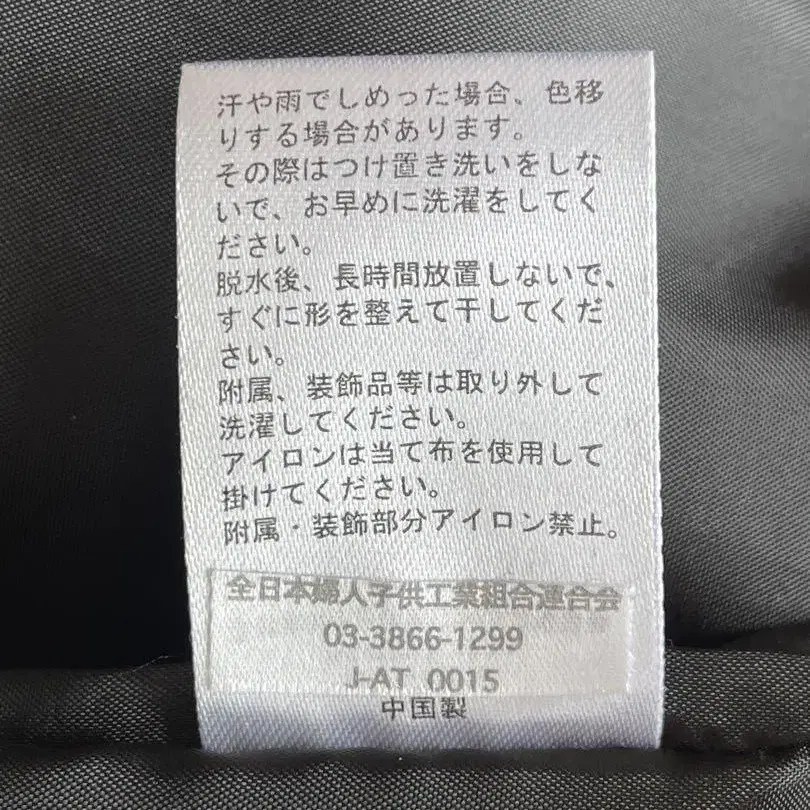 汗や雨でしめった場合、色移
りする場合があります。
その際はつけ置き洗いをしな
いで、お早めに洗濯をしてく
ださい。
脱水後、長時間放置しないで、
すぐに形を整えて干してくだ
さい。
附属、装飾品等は取り外して
洗濯してください。
アイロンは当て布を使用して
掛けてください。
附属・装飾部分アイロン禁止。
全日本婦人子供工業組合連合会
03-3866-1299
J-AT 0015
中国製